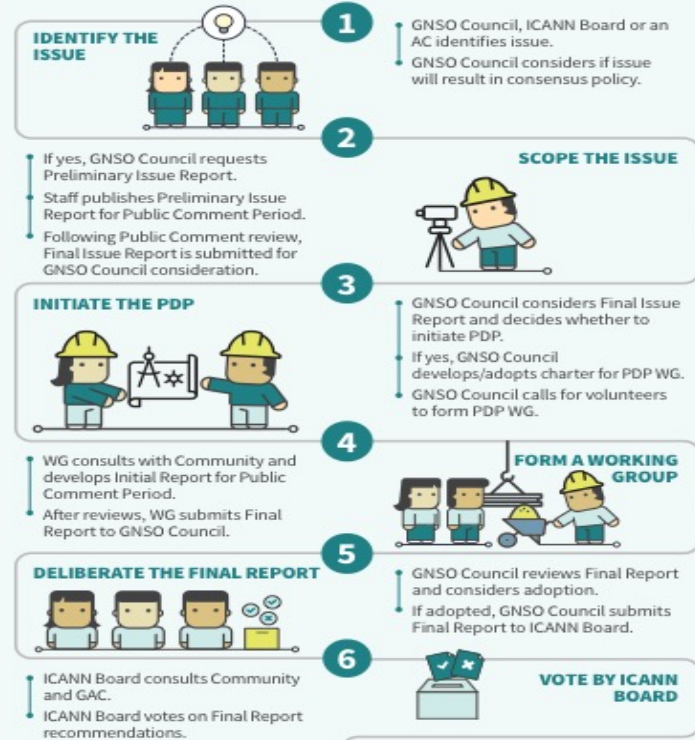 1
IDENTIFY THE
ISSUE
GNSO Council, ICANN Board or an
AC identifies issue.
GNSO Council considers if issue
will result in consensus policy.
2
SCOPE THE ISSUE
If yes, GNSO Council requests
Preliminary Issue Report.
Staff publishes Preliminary Issue
Report for Public Comment Period.
Following Public Comment review,
Final Issue Report is submitted for
GNSO Council consideration.
3
INITIATE THE PDP
GNSO Council considers Final Issue
Report and decides whether to
initiate PDP.
If yes, GNSO Council
develops/adopts charter for PDP WG.
GNSO Council calls for volunteers
to form PDP WG.
4
FORM A WORKING
GROUP
WG consults with Community and
develops Initial Report for Public
Comment Period.
After reviews, WG submits Final
Report to GNSO Council.
5
DELIBERATE THE FINAL REPORT
GNSO Council reviews Final Report
and considers adoption.
If adopted, GNSO Council submits
Final Report to ICANN Board.
6
VOTE BY ICANN
BOARD
ICANN Board consults Community
and GAC.
ICANN Board votes on Final Report
recommendations.